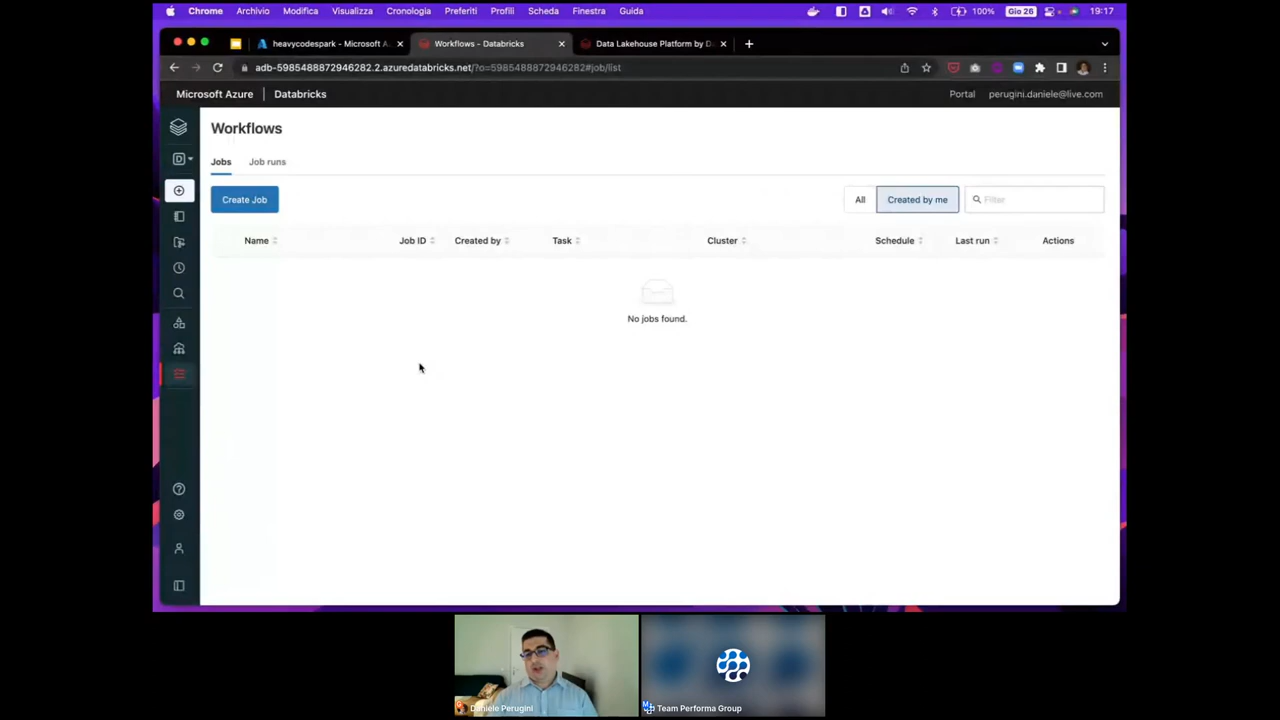 Chrome Archivio Modifica Visualizza Cronologia Preferiti Profili Scheda Finestra Guida 100% Gio 26 19:17
heavycodespark - Microsoft A Workflows - Databricks Data Lakehouse Platform by D
adb-5985488872946282.2.azuredatabricks.net/?o=5985488872946282#job/list
Microsoft Azure | Databricks Portal perugini.daniele@live.com
Workflows
D
Jobs Job runs
Create Job All Created by me Filter
Name Job ID Created by Task Cluster Schedule Last run Actions
No jobs found.
Daniele Perugini Team Performa Group